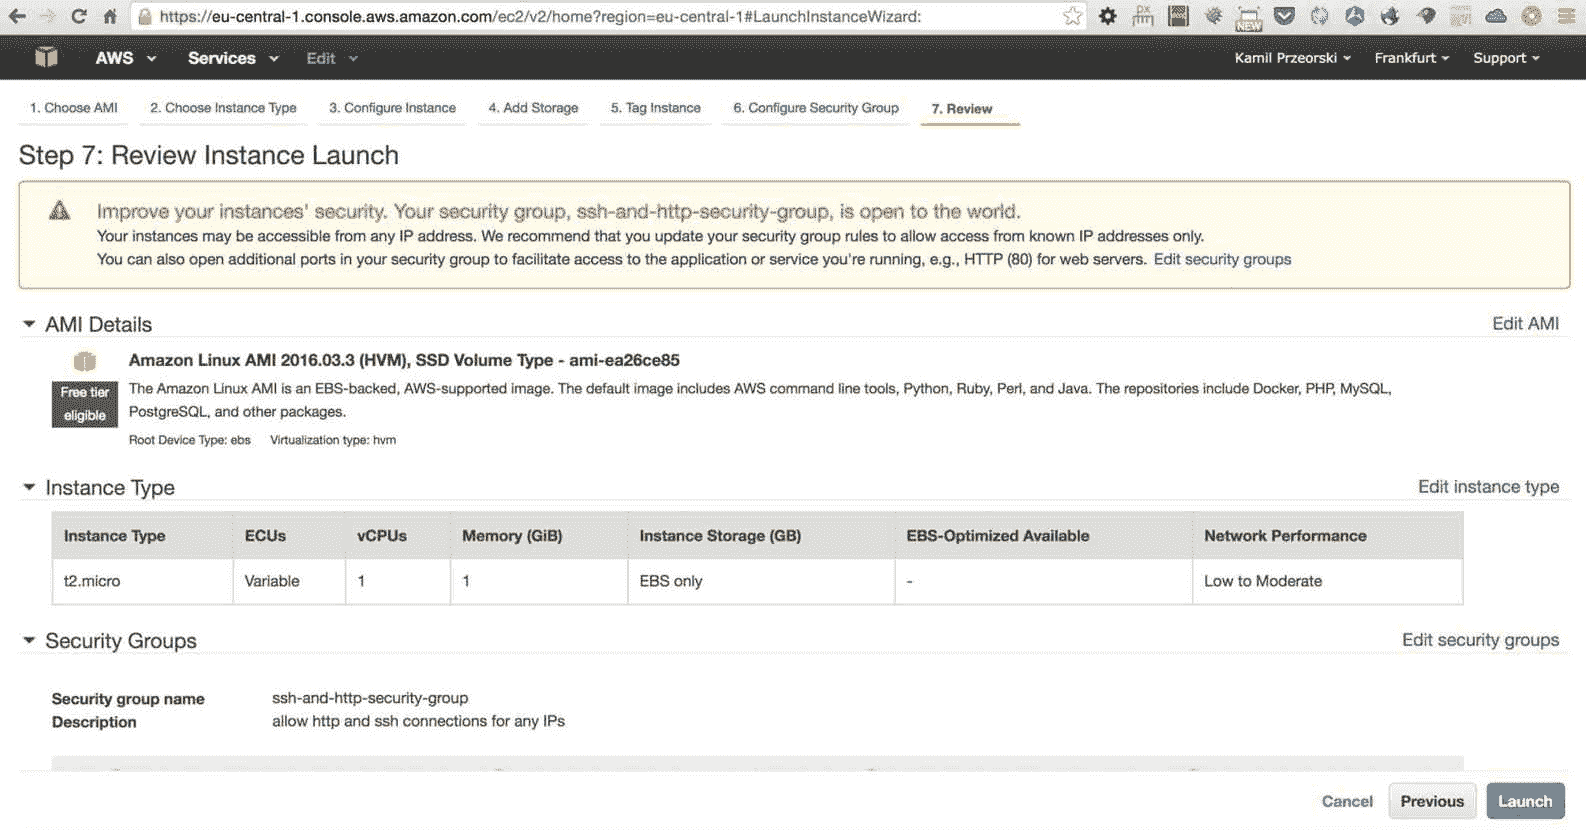 https://eu-central-1.console.aws.amazon.com/ec2/v2/home?region=eu-central-1#LaunchInstanceWizard:
NEW
AWS Services Edit Kamil Przeorski Frankfurt Support
1. Choose AMI 2. Choose Instance Type 3. Configure Instance 4. Add Storage 5. Tag Instance 6. Configure Security Group 7. Review
Step 7: Review Instance Launch
Improve your instances' security. Your security group, ssh-and-http-security-group, is open to the world.
Your instances may be accessible from any IP address. We recommend that you update your security group rules to allow access from known IP addresses only.
You can also open additional ports in your security group to facilitate access to the application or service you're running, e.g., HTTP (80) for web servers. Edit security groups
AMI Details Edit AMI
Amazon Linux AMI 2016.03.3 (HVM), SSD Volume Type - ami-ea26ce85
Free tier
eligible
The Amazon Linux AMI is an EBS-backed, AWS-supported image. The default image includes AWS command line tools, Python, Ruby, Perl, and Java. The repositories include Docker, PHP, MySQL,
PostgreSQL, and other packages.
Root Device Type: ebs Virtualization type: hvm
Instance Type Edit instance type
Instance Type ECUs vCPUs Memory (GiB) Instance Storage (GB) EBS-Optimized Available Network Performance
t2.micro Variable 1 1 EBS only - Low to Moderate
Security Groups Edit security groups
Security group name ssh-and-http-security-group
Description allow http and ssh connections for any IPs
Cancel Previous Launch